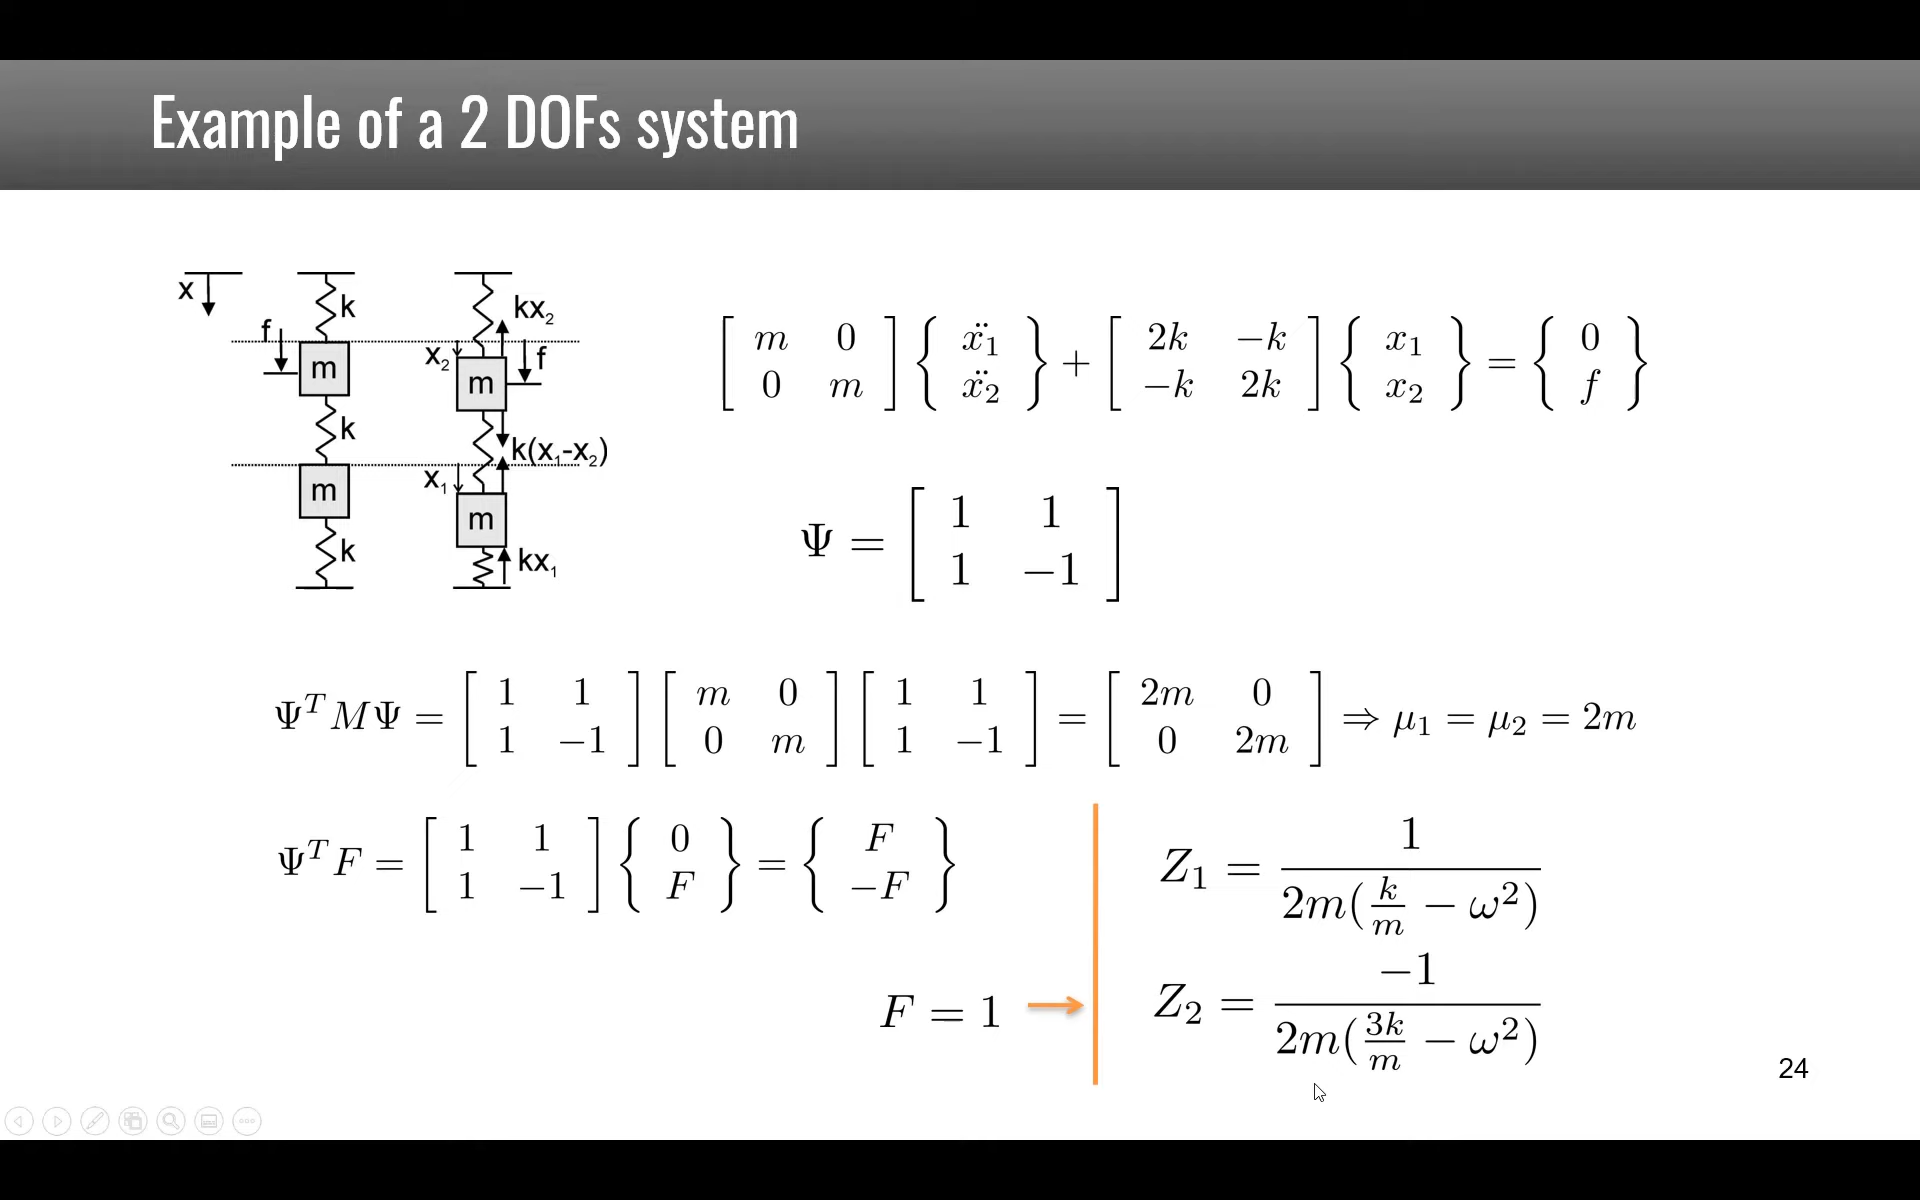 Example of a 2 DOFs system
x
f
k
m
k
m
k
kx₂
x₂
f
m
k(x₁-x₂)
x₁
m
kx₁
[ m 0 ; 0 m ] { ẍ₁ ; ẍ₂ } + [ 2k −k ; −k 2k ] { x₁ ; x₂ } = { 0 ; f }
Ψ = [ 1 1 ; 1 −1 ]
Ψᵀ M Ψ = [ 1 1 ; 1 −1 ] [ m 0 ; 0 m ] [ 1 1 ; 1 −1 ] = [ 2m 0 ; 0 2m ] ⇒ μ₁ = μ₂ = 2m
Ψᵀ F = [ 1 1 ; 1 −1 ] { 0 ; F } = { F ; −F }
F = 1
Z₁ = 1 / 2m(k/m − ω²)
Z₂ = −1 / 2m(3k/m − ω²)
24